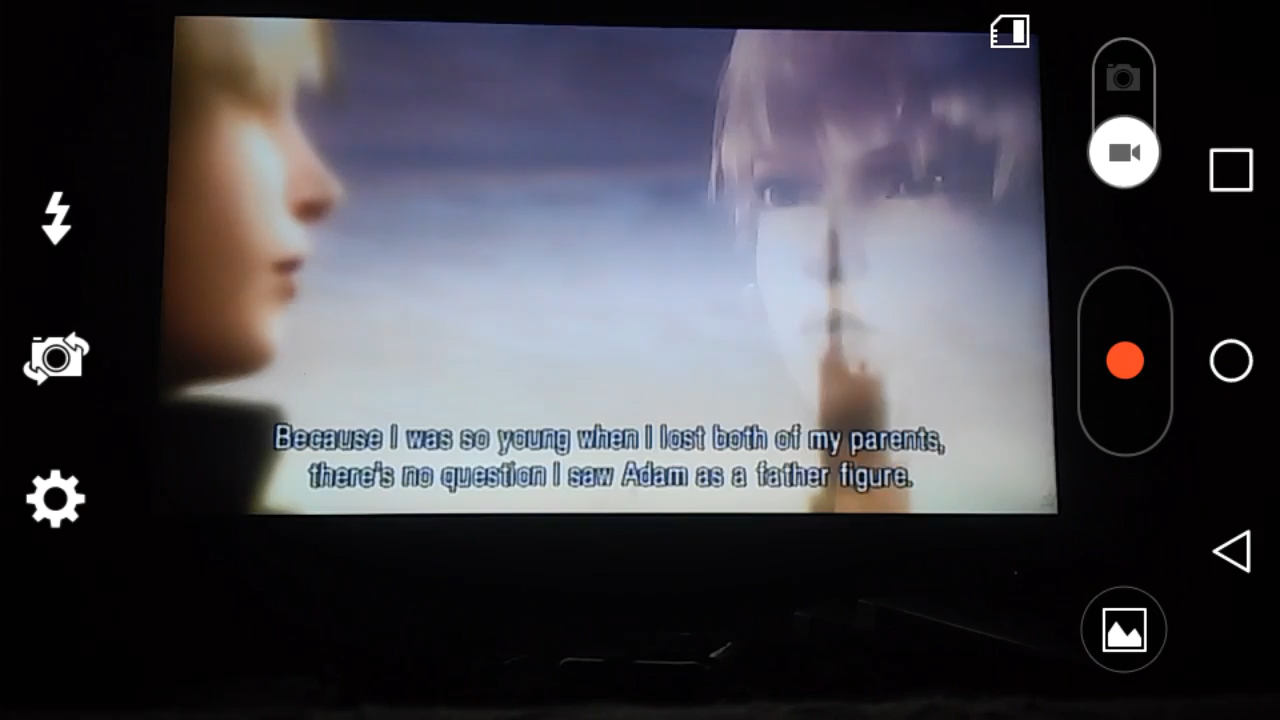 Because I was so young when I lost both of my parents,
there's no question I saw Adam as a father figure.